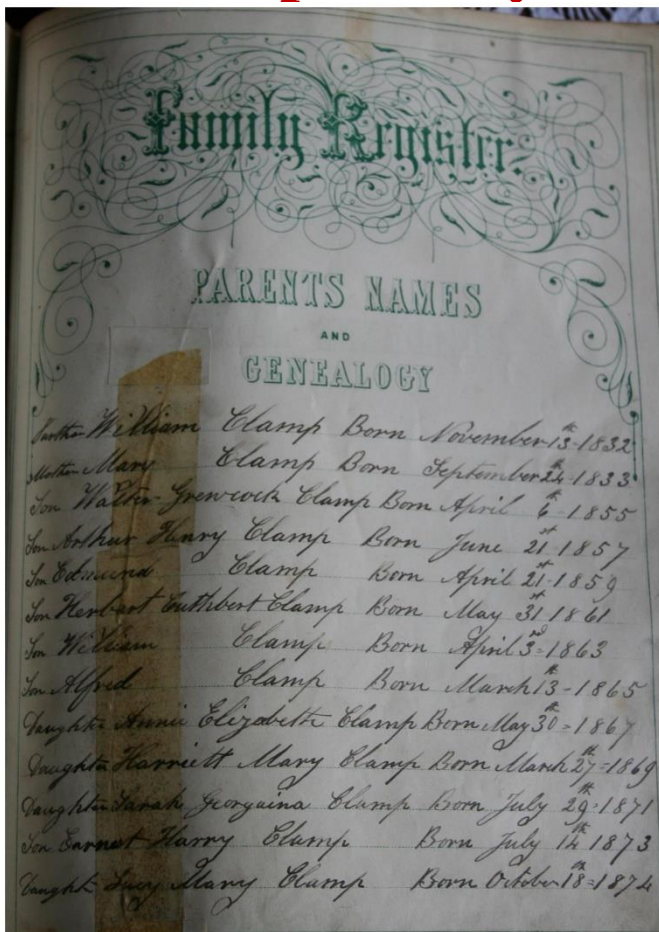 Family Register.
PARENTS NAMES
AND
GENEALOGY
Farther William Clamp Born November 13th 1832
Mother Mary Clamp Born September 24th 1833
Son Walter Grewcock Clamp Born April 6th 1855
Son Arthur Henry Clamp Born June 21st 1857
Son Edmund Clamp Born April 21st 1859
Son Herbert Cuthbert Clamp Born May 31st 1861
Son William Clamp Born April 3rd 1863
Son Alfred Clamp Born March 13th 1865
Daughter Annie Elizabeth Clamp Born May 30th 1867
Daughter Harriett Mary Clamp Born March 27th 1869
Daughter Sarah Georgaina Clamp Born July 29th 1871
Son Earnest Harry Clamp Born July 14th 1873
Daught Lucy Mary Clamp Born October 18th 1874